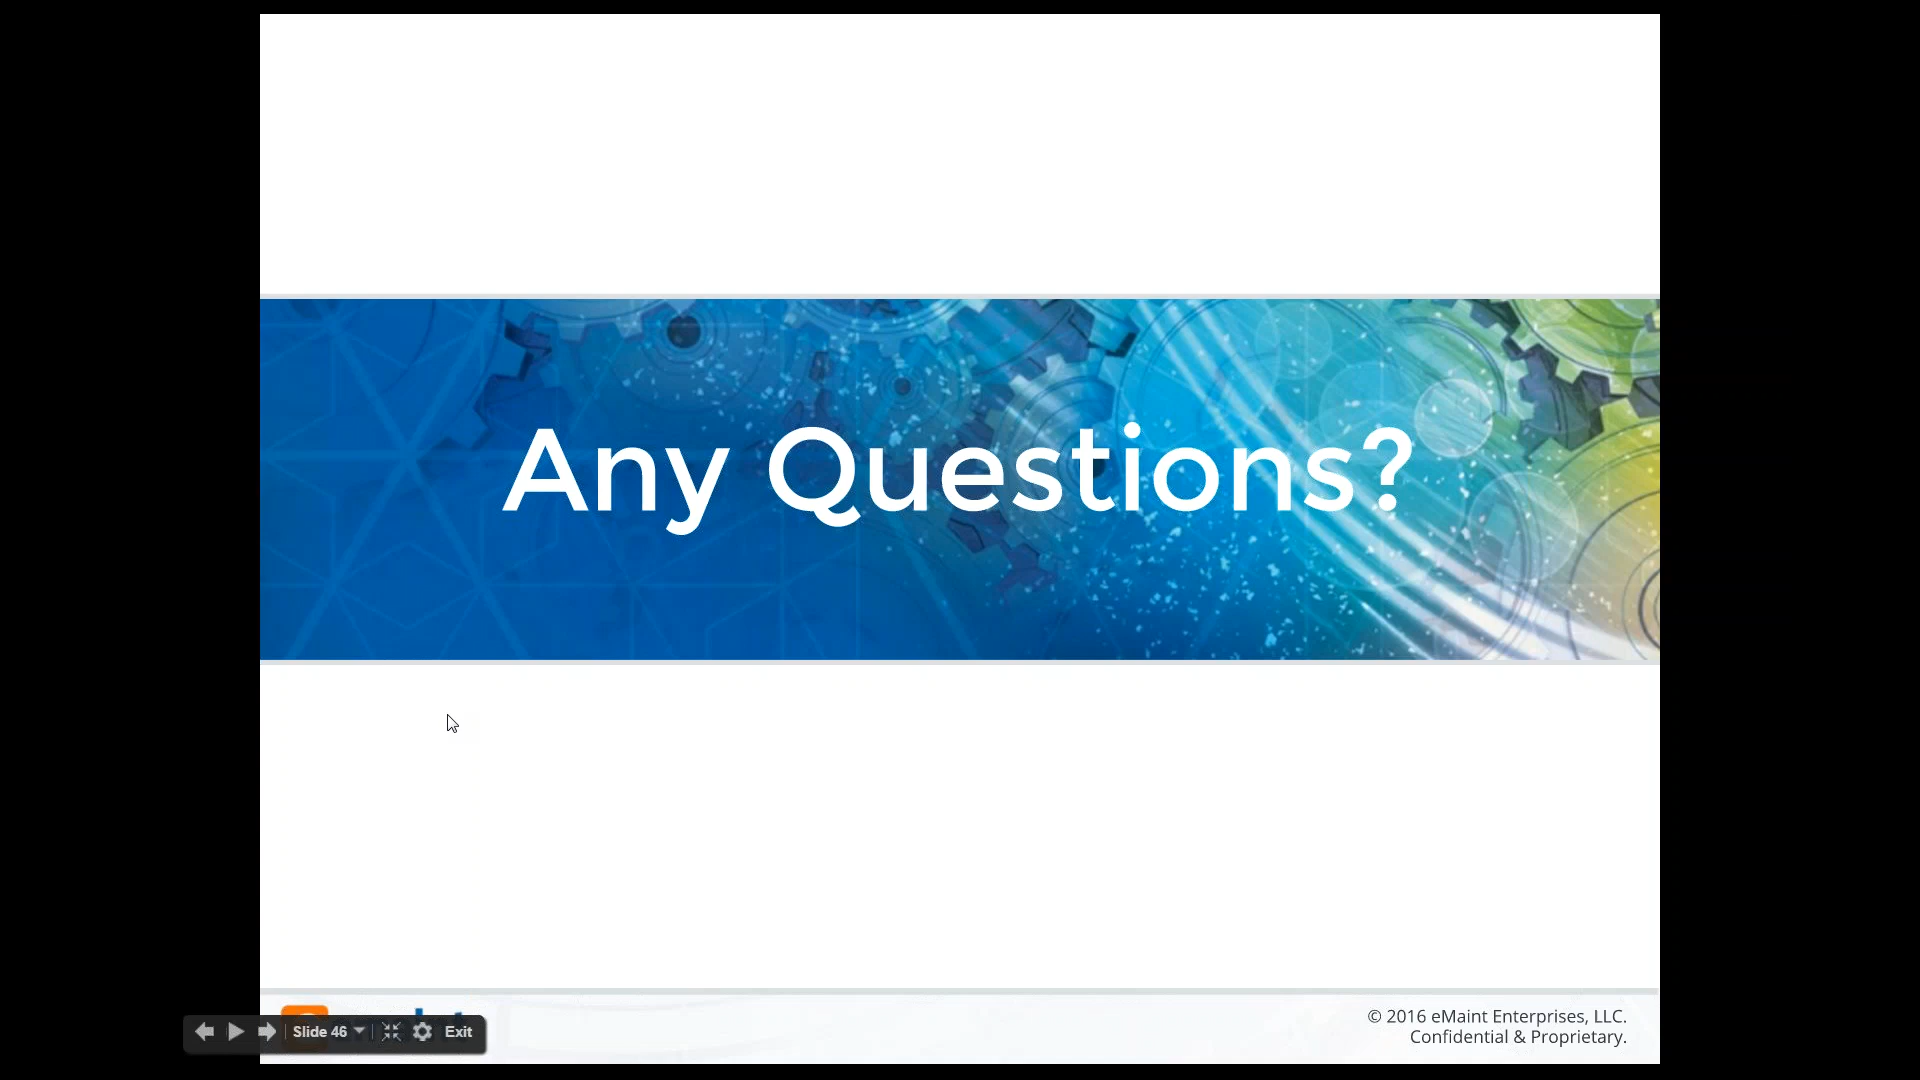 Any Questions?
Slide 46
Exit
© 2016 eMaint Enterprises, LLC.
Confidential & Proprietary.